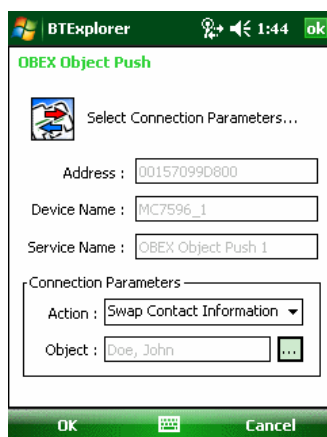 BTExplorer 1:44 ok
OBEX Object Push
Select Connection Parameters...
Address : 00157099D800
Device Name : MC7596_1
Service Name : OBEX Object Push 1
Connection Parameters
Action : Swap Contact Information
Object : Doe, John ...
OK Cancel